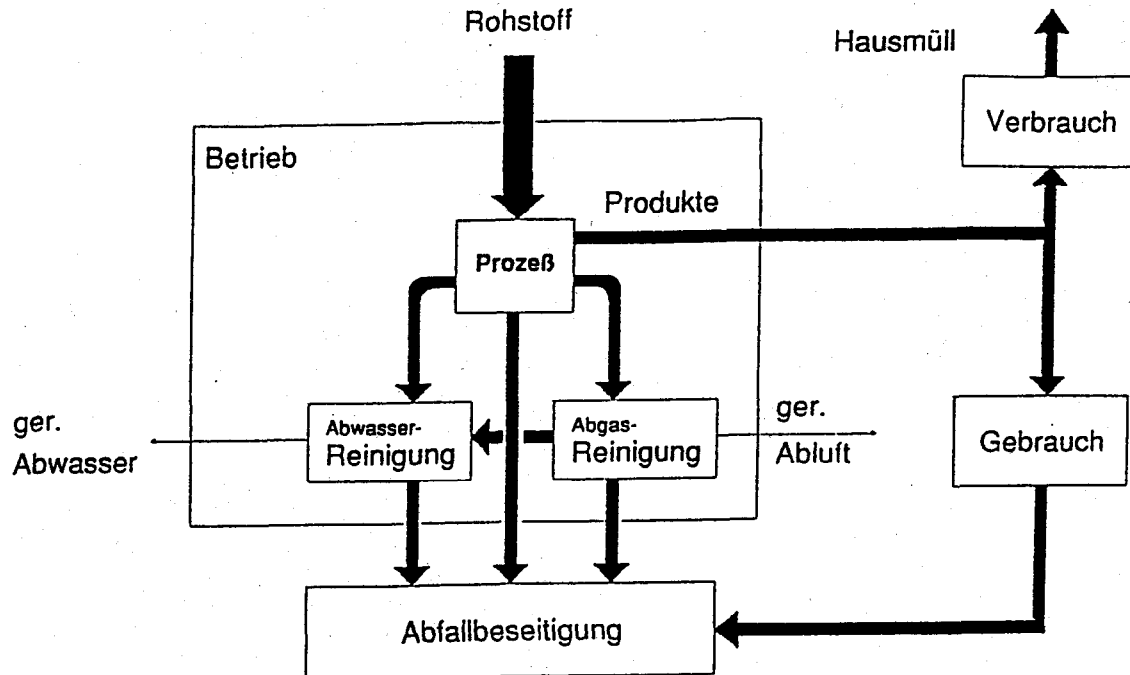 Rohstoff
Hausmüll
Verbrauch
Betrieb
Produkte
Prozeß
ger.
Abwasser
Abwasser-
Reinigung
Abgas-
Reinigung
ger.
Abluft
Gebrauch
Abfallbeseitigung